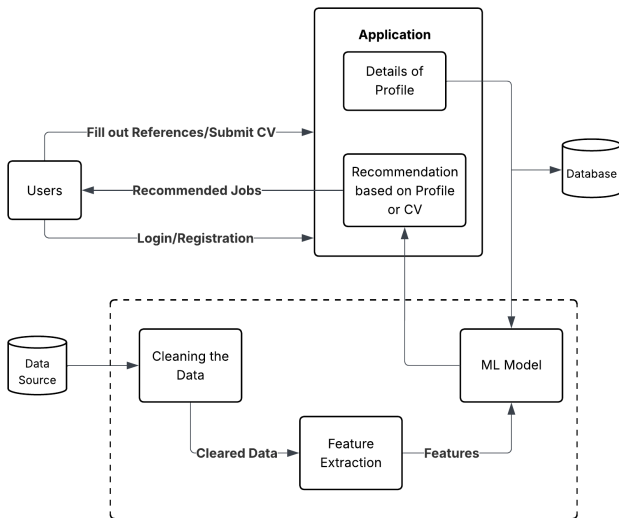 Application
Details of
Profile
Fill out References/Submit CV
Users
Recommended Jobs
Recommendation
based on Profile
or CV
Database
Login/Registration
Data
Source
Cleaning the
Data
ML Model
Cleared Data
Feature
Extraction
Features